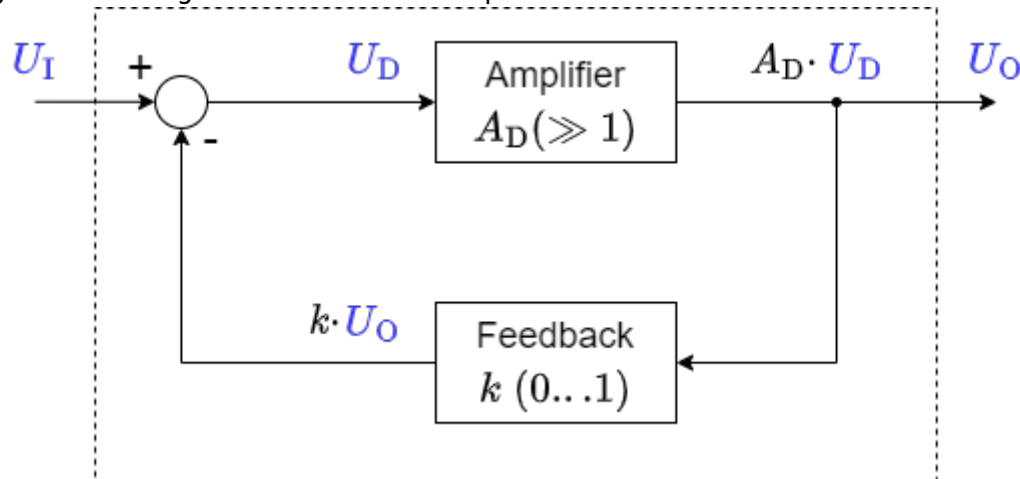 U_I
+
U_D
Amplifier
A_D(≫ 1)
A_D· U_D
U_O
-
k·U_O
Feedback
k (0...1)